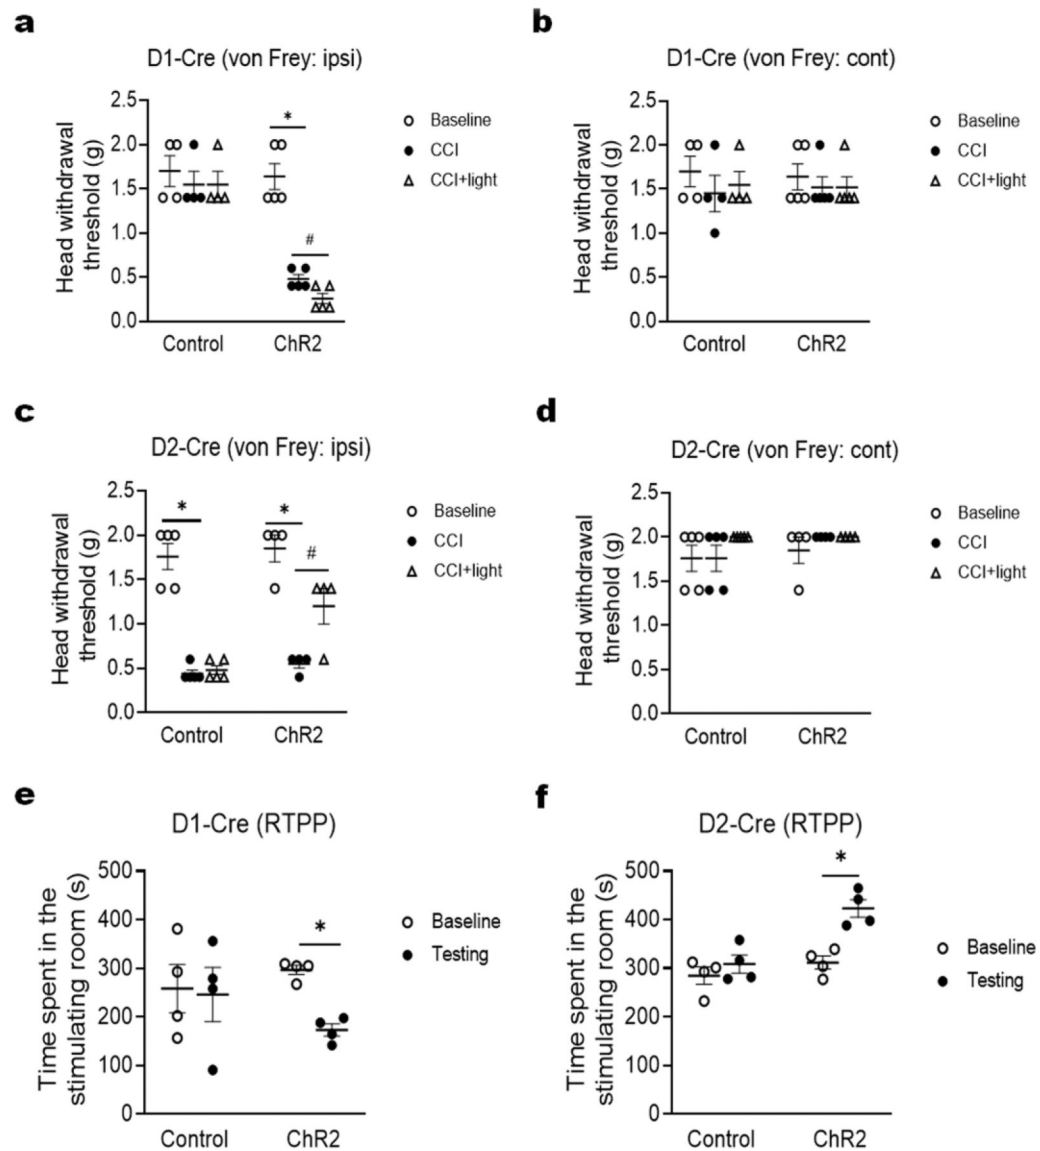 a
D1-Cre (von Frey: ipsi)
Head withdrawal
threshold (g)
2.5
2.0
1.5
1.0
0.5
0.0
*
#
Control
ChR2
Baseline
CCI
CCI+light
b
D1-Cre (von Frey: cont)
Head withdrawal
threshold (g)
2.5
2.0
1.5
1.0
0.5
0.0
Control
ChR2
Baseline
CCI
CCI+light
c
D2-Cre (von Frey: ipsi)
Head withdrawal
threshold (g)
2.5
2.0
1.5
1.0
0.5
0.0
*
*
#
Control
ChR2
Baseline
CCI
CCI+light
d
D2-Cre (von Frey: cont)
Head withdrawal
threshold (g)
2.5
2.0
1.5
1.0
0.5
0.0
Control
ChR2
Baseline
CCI
CCI+light
e
D1-Cre (RTPP)
Time spent in the
stimulating room (s)
500
400
300
200
100
0
*
Control
ChR2
Baseline
Testing
f
D2-Cre (RTPP)
Time spent in the
stimulating room (s)
500
400
300
200
100
0
*
Control
ChR2
Baseline
Testing